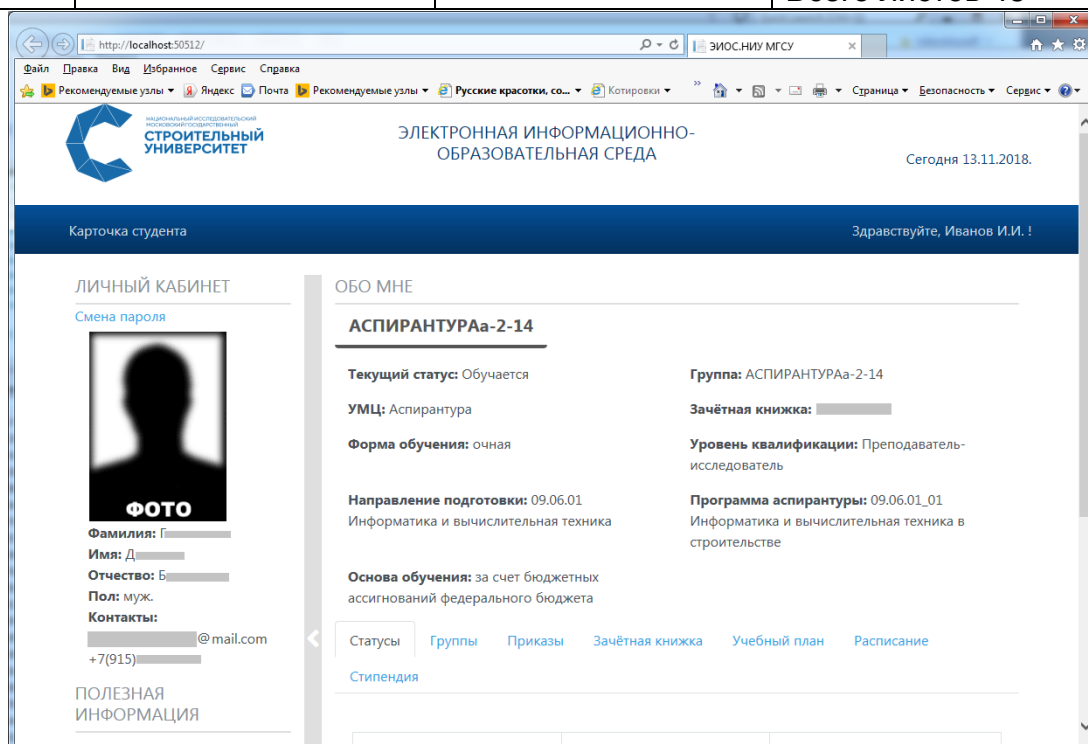 http://localhost:50512/
ЭИОС.НИУ МГСУ
Файл Правка Вид Избранное Сервис Справка
Рекомендуемые узлы Яндекс Почта Рекомендуемые узлы Русские красотки, со... Котировки Страница Безопасность Сервис
НАЦИОНАЛЬНЫЙ ИССЛЕДОВАТЕЛЬСКИЙ
МОСКОВСКИЙ ГОСУДАРСТВЕННЫЙ
СТРОИТЕЛЬНЫЙ
УНИВЕРСИТЕТ
ЭЛЕКТРОННАЯ ИНФОРМАЦИОННО-
ОБРАЗОВАТЕЛЬНАЯ СРЕДА
Сегодня 13.11.2018.
Карточка студента
Здравствуйте, Иванов И.И. !
ЛИЧНЫЙ КАБИНЕТ
Смена пароля
ФОТО
Фамилия: Г
Имя: Д
Отчество: Б
Пол: муж.
Контакты:
@mail.com
+7(915)
ПОЛЕЗНАЯ
ИНФОРМАЦИЯ
ОБО МНЕ
АСПИРАНТУРАа-2-14
Текущий статус: Обучается
Группа: АСПИРАНТУРАа-2-14
УМЦ: Аспирантура
Зачётная книжка:
Форма обучения: очная
Уровень квалификации: Преподаватель-
исследователь
Направление подготовки: 09.06.01
Информатика и вычислительная техника
Программа аспирантуры: 09.06.01_01
Информатика и вычислительная техника в
строительстве
Основа обучения: за счет бюджетных
ассигнований федерального бюджета
Статусы Группы Приказы Зачётная книжка Учебный план Расписание
Стипендия